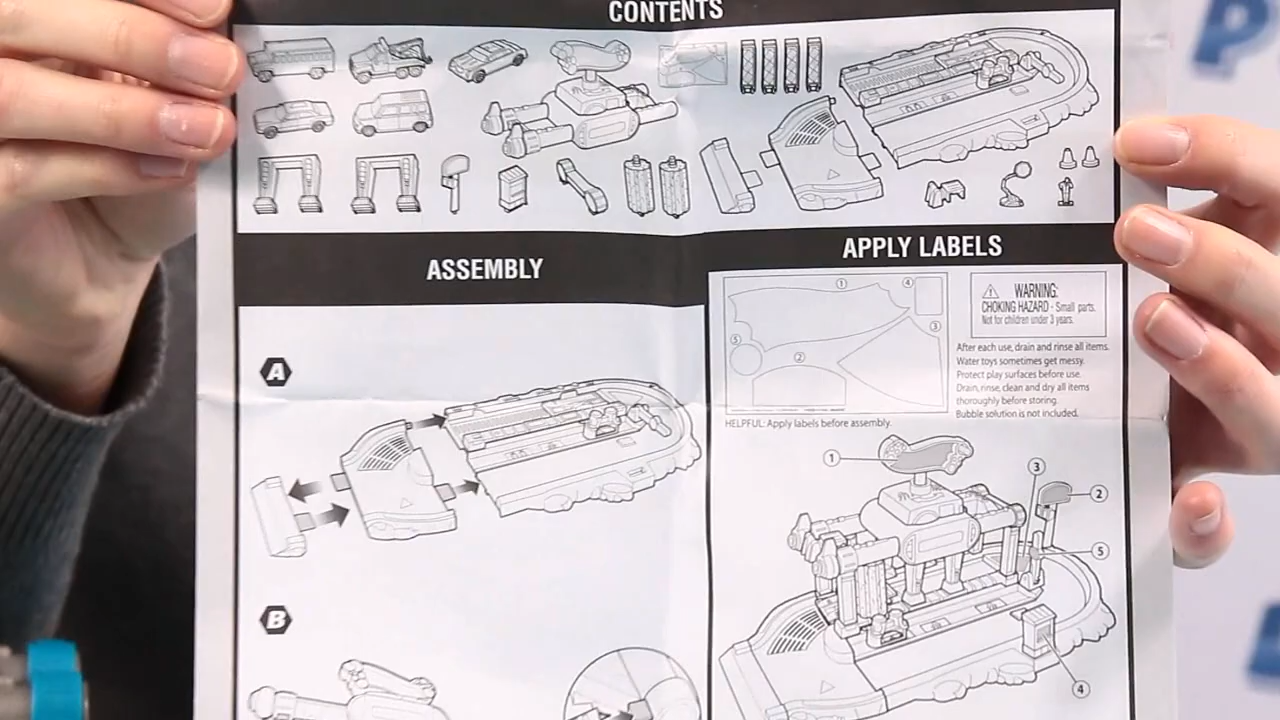 CONTENTS
ASSEMBLY
A
B
APPLY LABELS
1
4
3
5
2
WARNING:
CHOKING HAZARD - Small parts.
Not for children under 3 years.
After each use, drain and rinse all items.
Water toys sometimes get messy.
Protect play surfaces before use.
Drain, rinse, clean and dry all items
thoroughly before storing.
Bubble solution is not included.
HELPFUL: Apply labels before assembly.
1
3
2
5
4
P